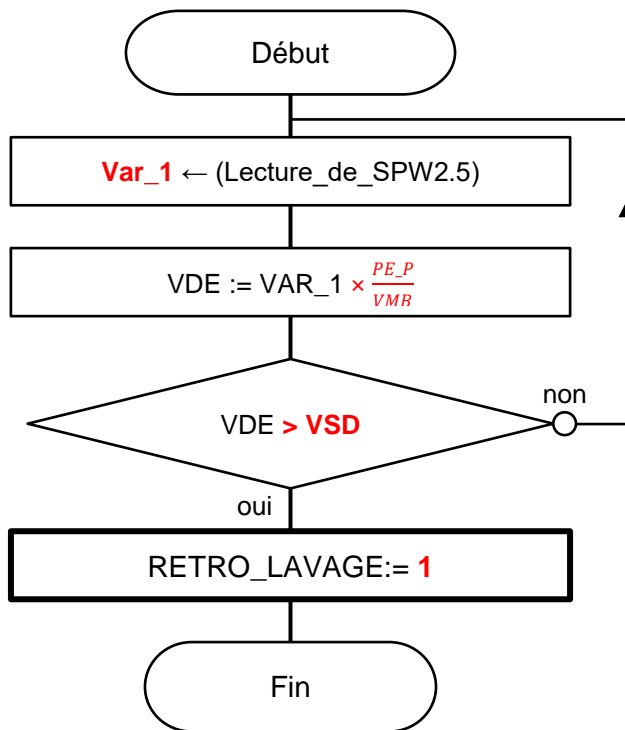 Début
Var_1 ← (Lecture_de_SPW2.5)
VDE := VAR_1 × PE_P/VMB
VDE > VSD
non
oui
RETRO_LAVAGE:= 1
Fin